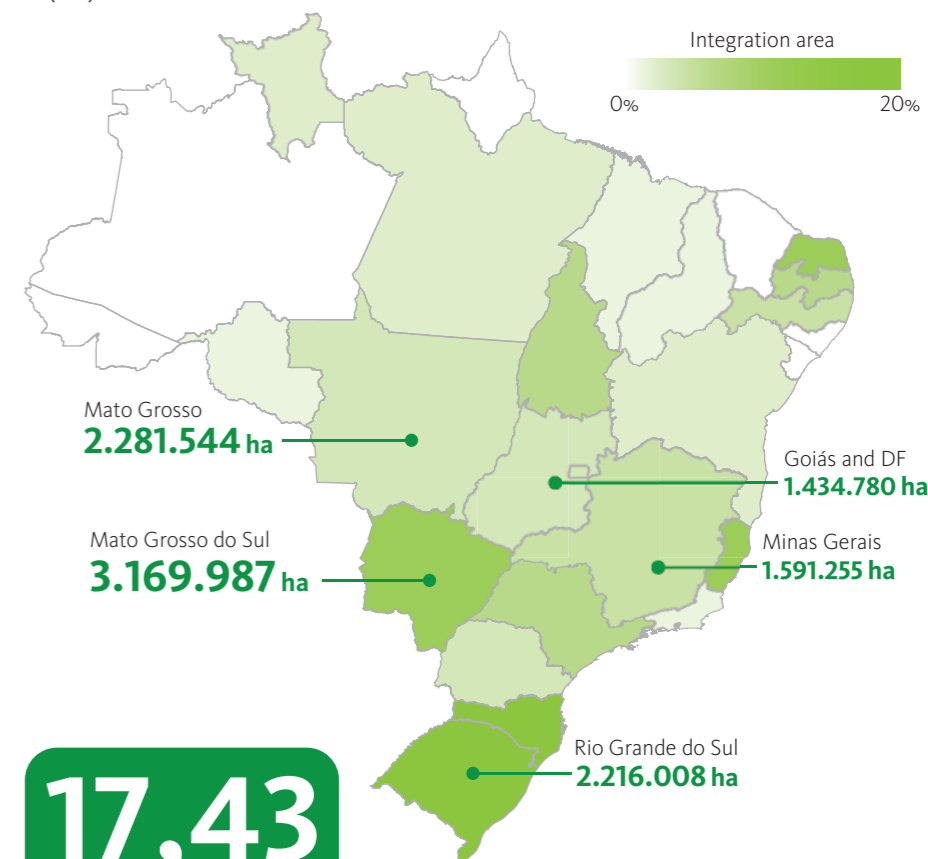 Integration area
0%
20%
Mato Grosso
2.281.544 ha
Goiás and DF
1.434.780 ha
Mato Grosso do Sul
3.169.987 ha
Minas Gerais
1.591.255 ha
Rio Grande do Sul
2.216.008 ha
17,43